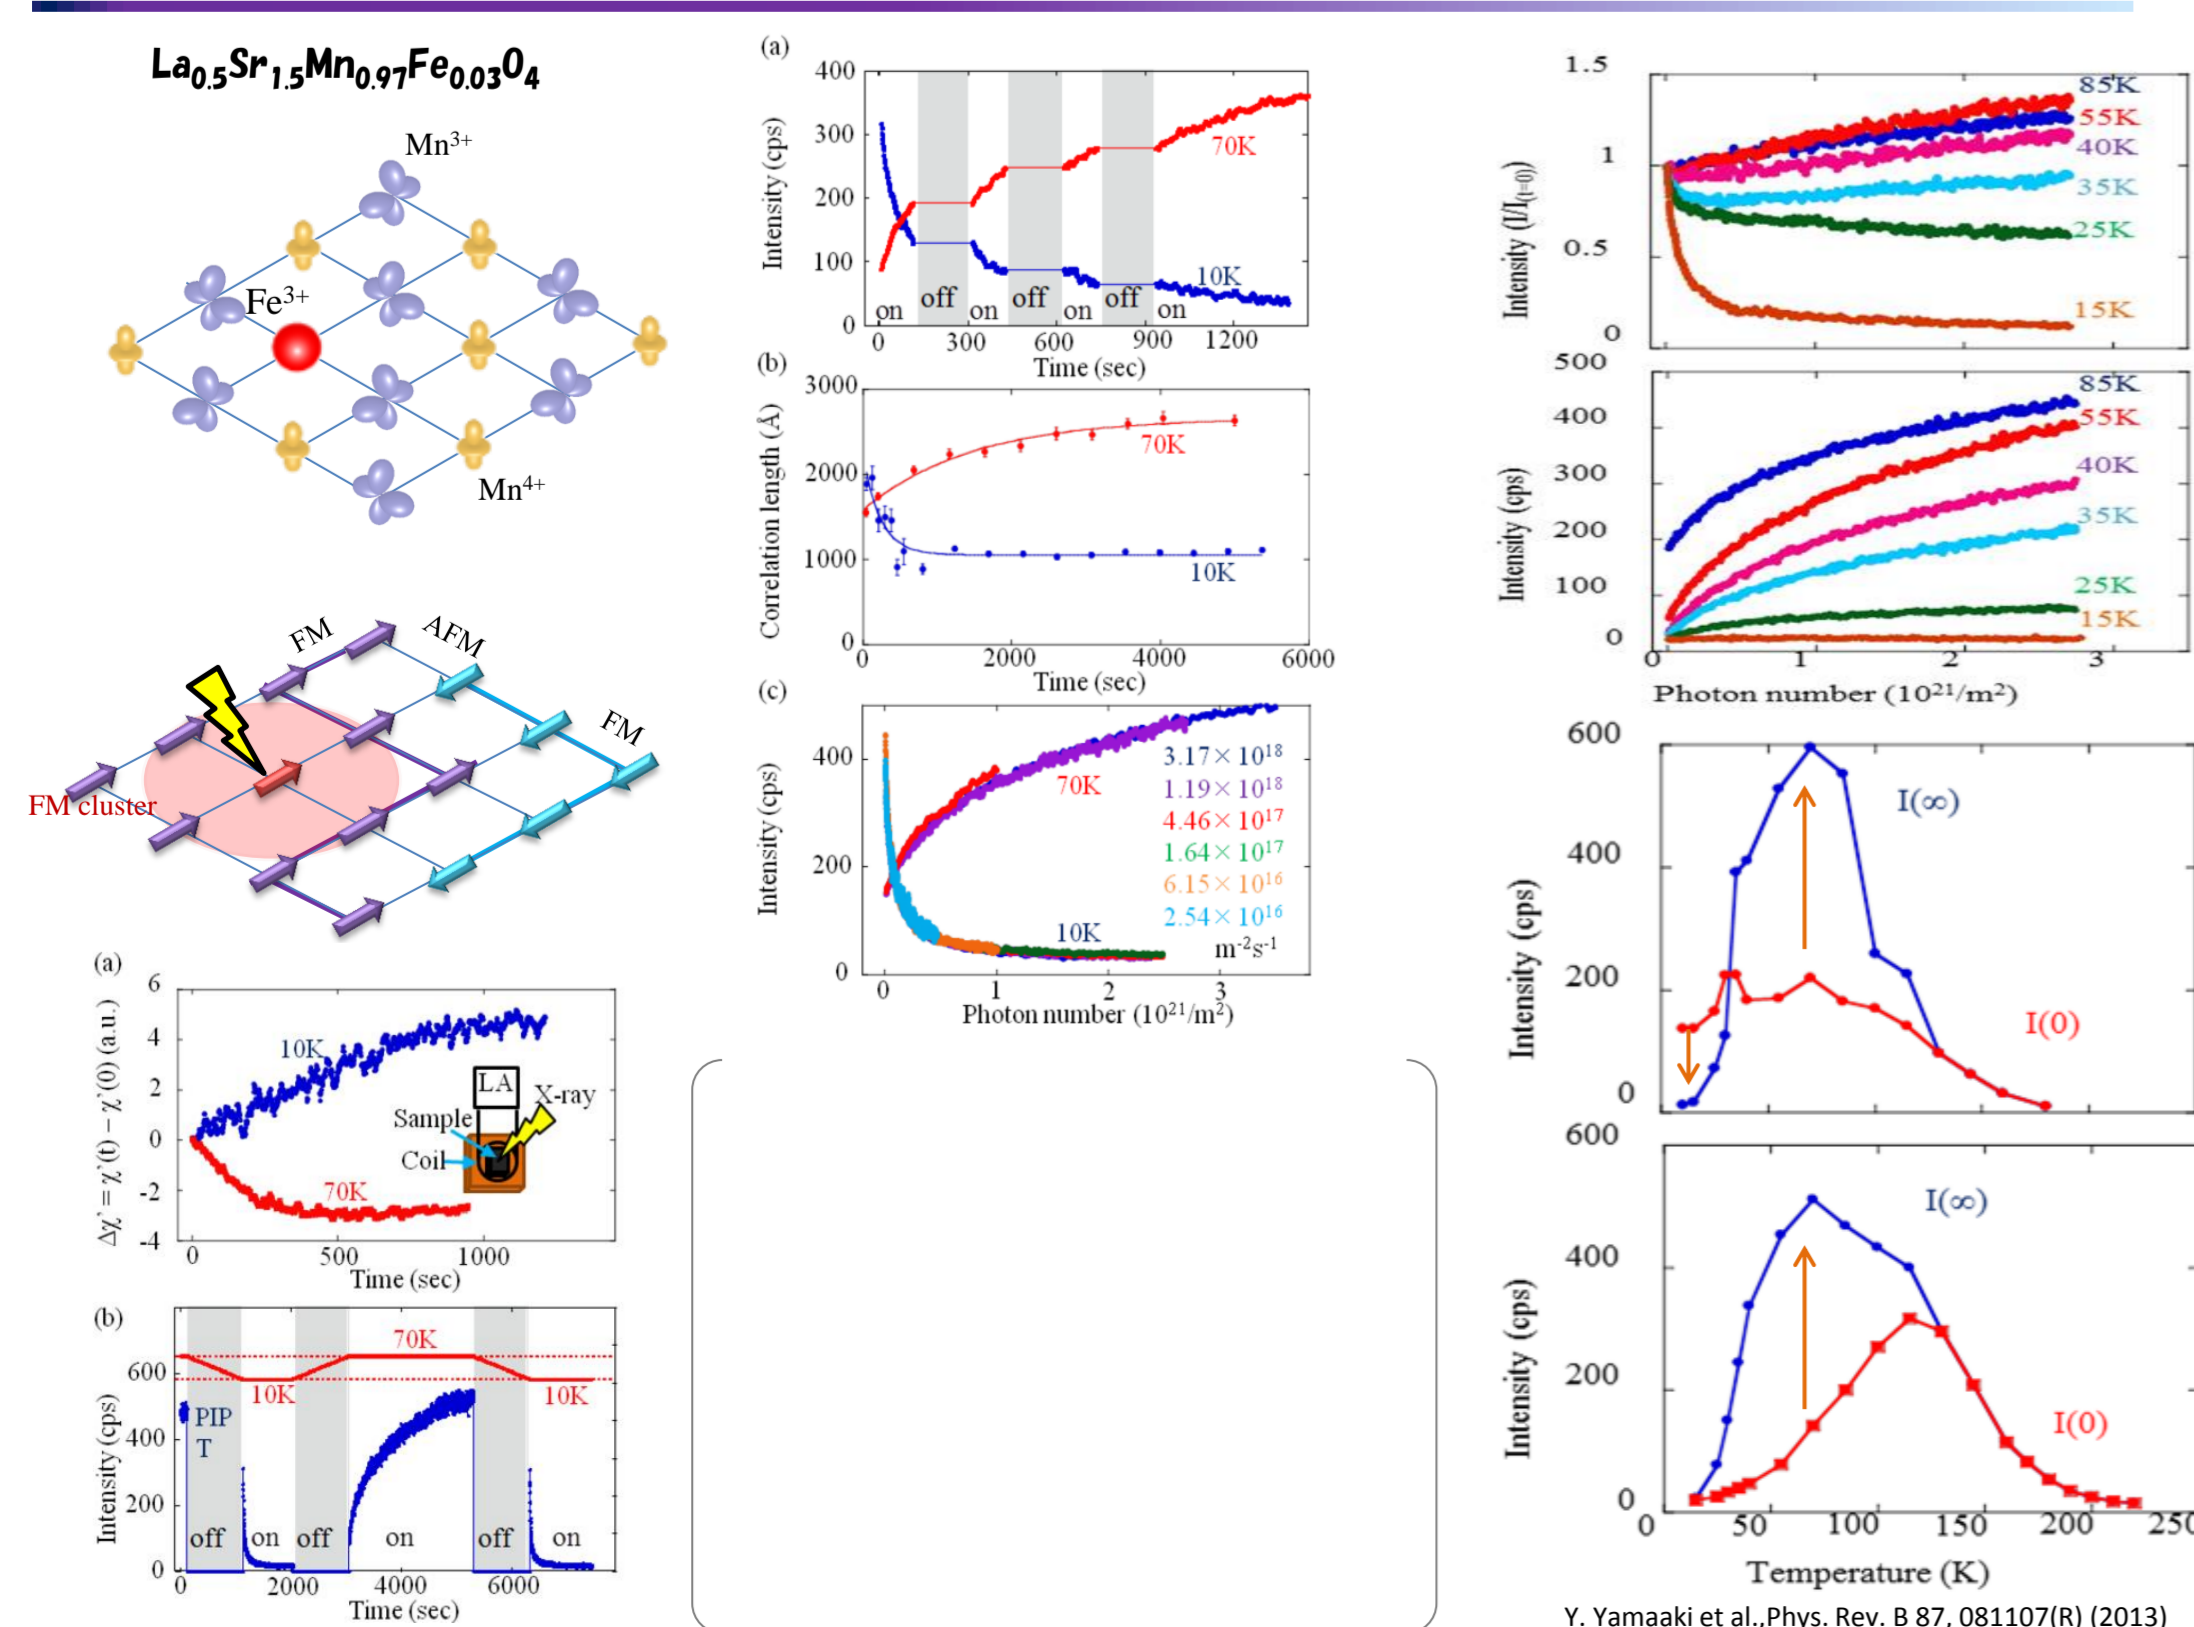 La0.5Sr1.5Mn0.97Fe0.03O4
Mn3+
Fe3+
Mn4+
FM
AFM
FM
FM cluster
(a)
Δχ' = χ'(t) − χ'(0) (a.u.)
6
4
2
0
-2
-4
10K
70K
LA
X-ray
Sample
Coil
0
500
1000
Time (sec)
(b)
Intensity (cps)
600
400
200
0
70K
10K
10K
PIP
T
off
on
off
on
off
on
0
2000
4000
6000
Time (sec)
(a)
Intensity (cps)
400
300
200
100
0
70K
10K
on
off
on
off
on
off
on
0
300
600
900
1200
Time (sec)
(b)
Correlation length (Å)
3000
2000
1000
0
70K
10K
0
2000
4000
6000
Time (sec)
(c)
Intensity (cps)
400
200
0
70K
10K
3.17×10^18
1.19×10^18
4.46×10^17
1.64×10^17
6.15×10^16
2.54×10^16
m-2s-1
0
1
2
3
Photon number (10^21/m2)
Intensity (I/I(t=0))
1.5
1
0.5
0
85K
55K
40K
35K
25K
15K
Intensity (cps)
500
400
300
200
100
0
85K
55K
40K
35K
25K
15K
0
1
2
3
Photon number (10^21/m2)
Intensity (cps)
600
400
200
0
I(∞)
I(0)
Intensity (cps)
600
400
200
0
I(∞)
I(0)
0
50
100
150
200
250
Temperature (K)
Y. Yamaaki et al.,Phys. Rev. B 87, 081107(R) (2013)